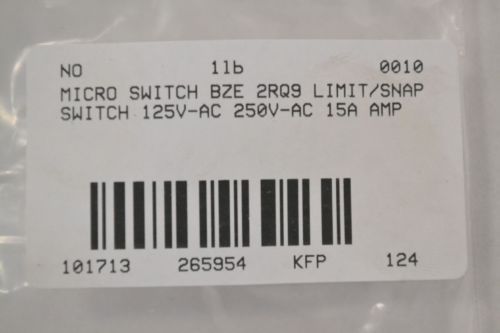 NO 1lb 0010
MICRO SWITCH BZE 2RQ9 LIMIT/SNAP
SWITCH 125V-AC 250V-AC 15A AMP
101713 265954 KFP 124